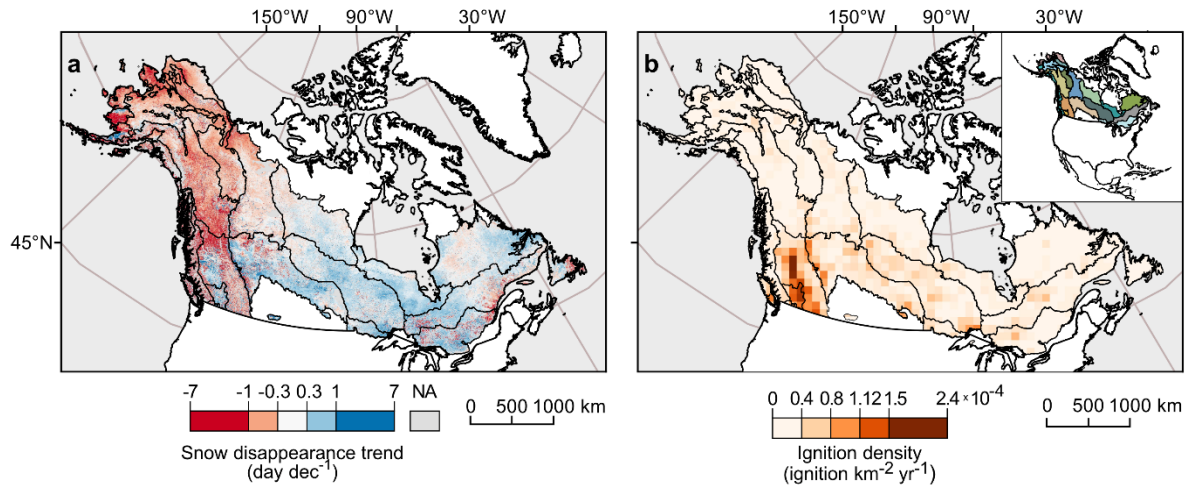 150°W 90°W 30°W
a
45°N
-7 -1 -0.3 0.3 1 7 NA
0 500 1000 km
Snow disappearance trend
(day dec⁻¹)
150°W 90°W 30°W
b
0 0.4 0.8 1.12 1.5 2.4 × 10⁻⁴
0 500 1000 km
Ignition density
(ignition km⁻² yr⁻¹)